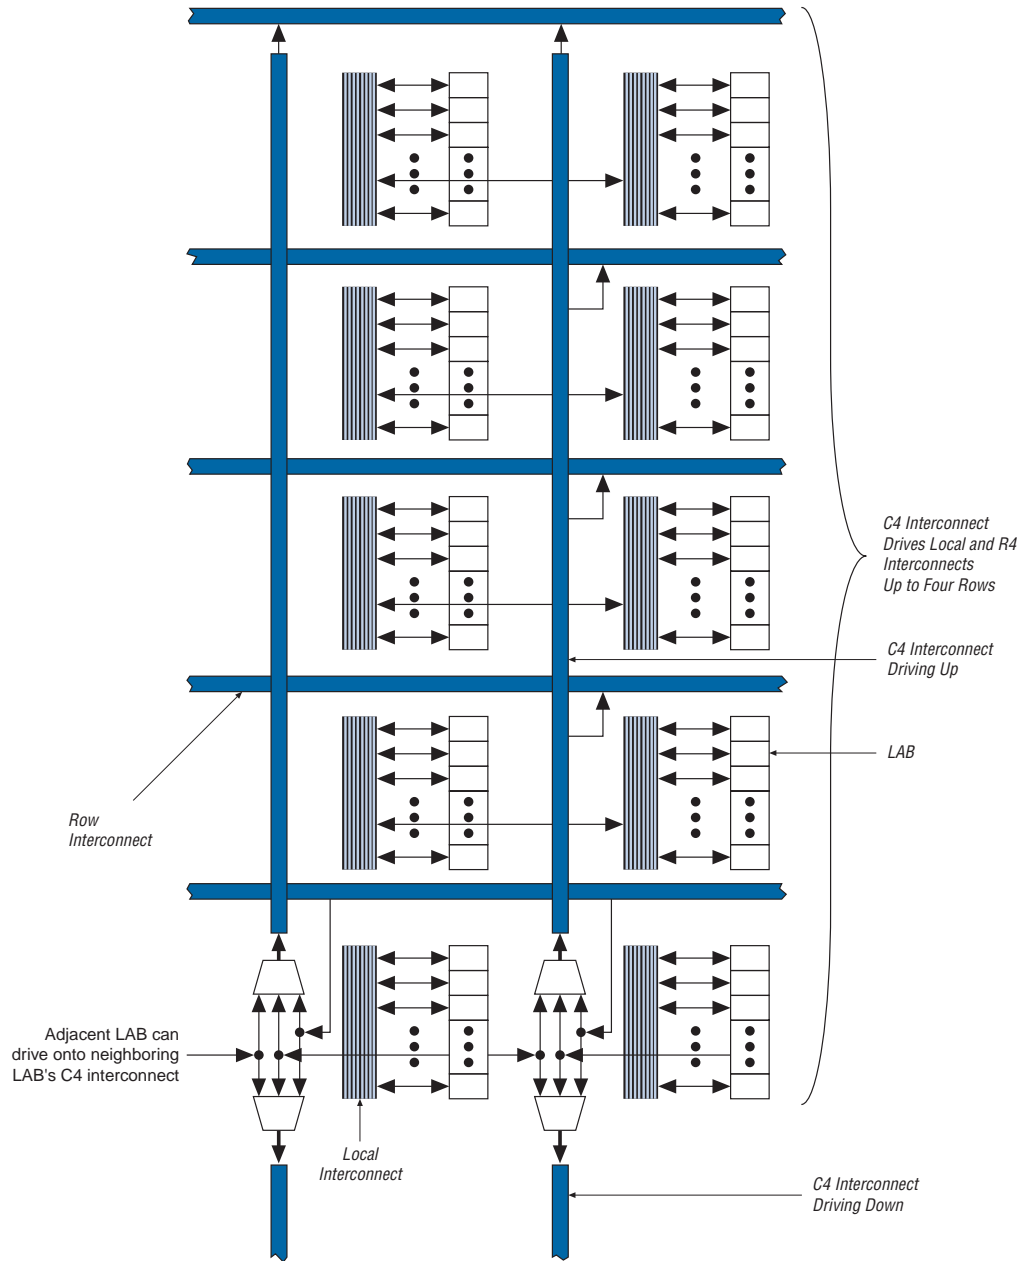 C4 Interconnect
Drives Local and R4
Interconnects
Up to Four Rows
C4 Interconnect
Driving Up
LAB
Row
Interconnect
Adjacent LAB can
drive onto neighboring
LAB's C4 interconnect
Local
Interconnect
C4 Interconnect
Driving Down